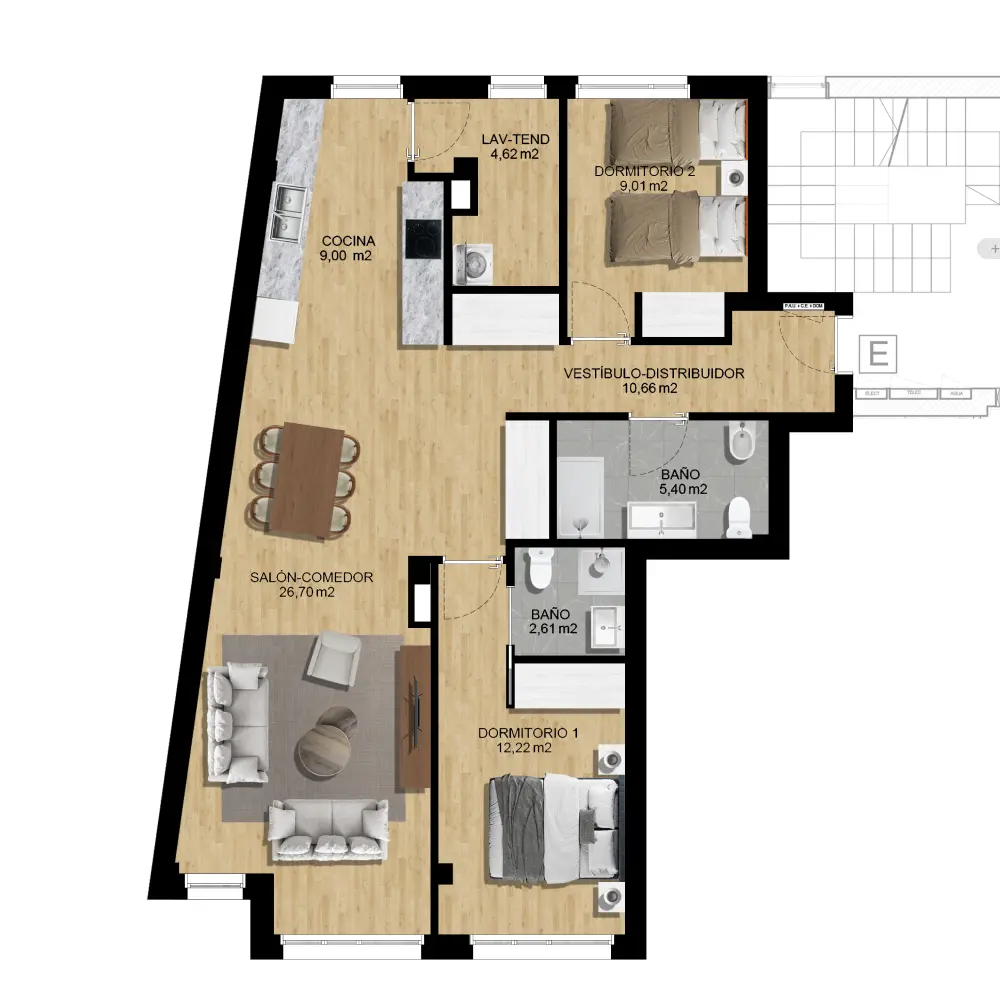 LAV-TEND
4,62 m2
DORMITORIO 2
9,01 m2
COCINA
9,00 m2
P.A.U + C.E + DOM
E
VESTÍBULO-DISTRIBUIDOR
10,66 m2
ELECT
TELEC
AGUA
BAÑO
5,40 m2
SALÓN-COMEDOR
26,70 m2
BAÑO
2,61 m2
DORMITORIO 1
12,22 m2